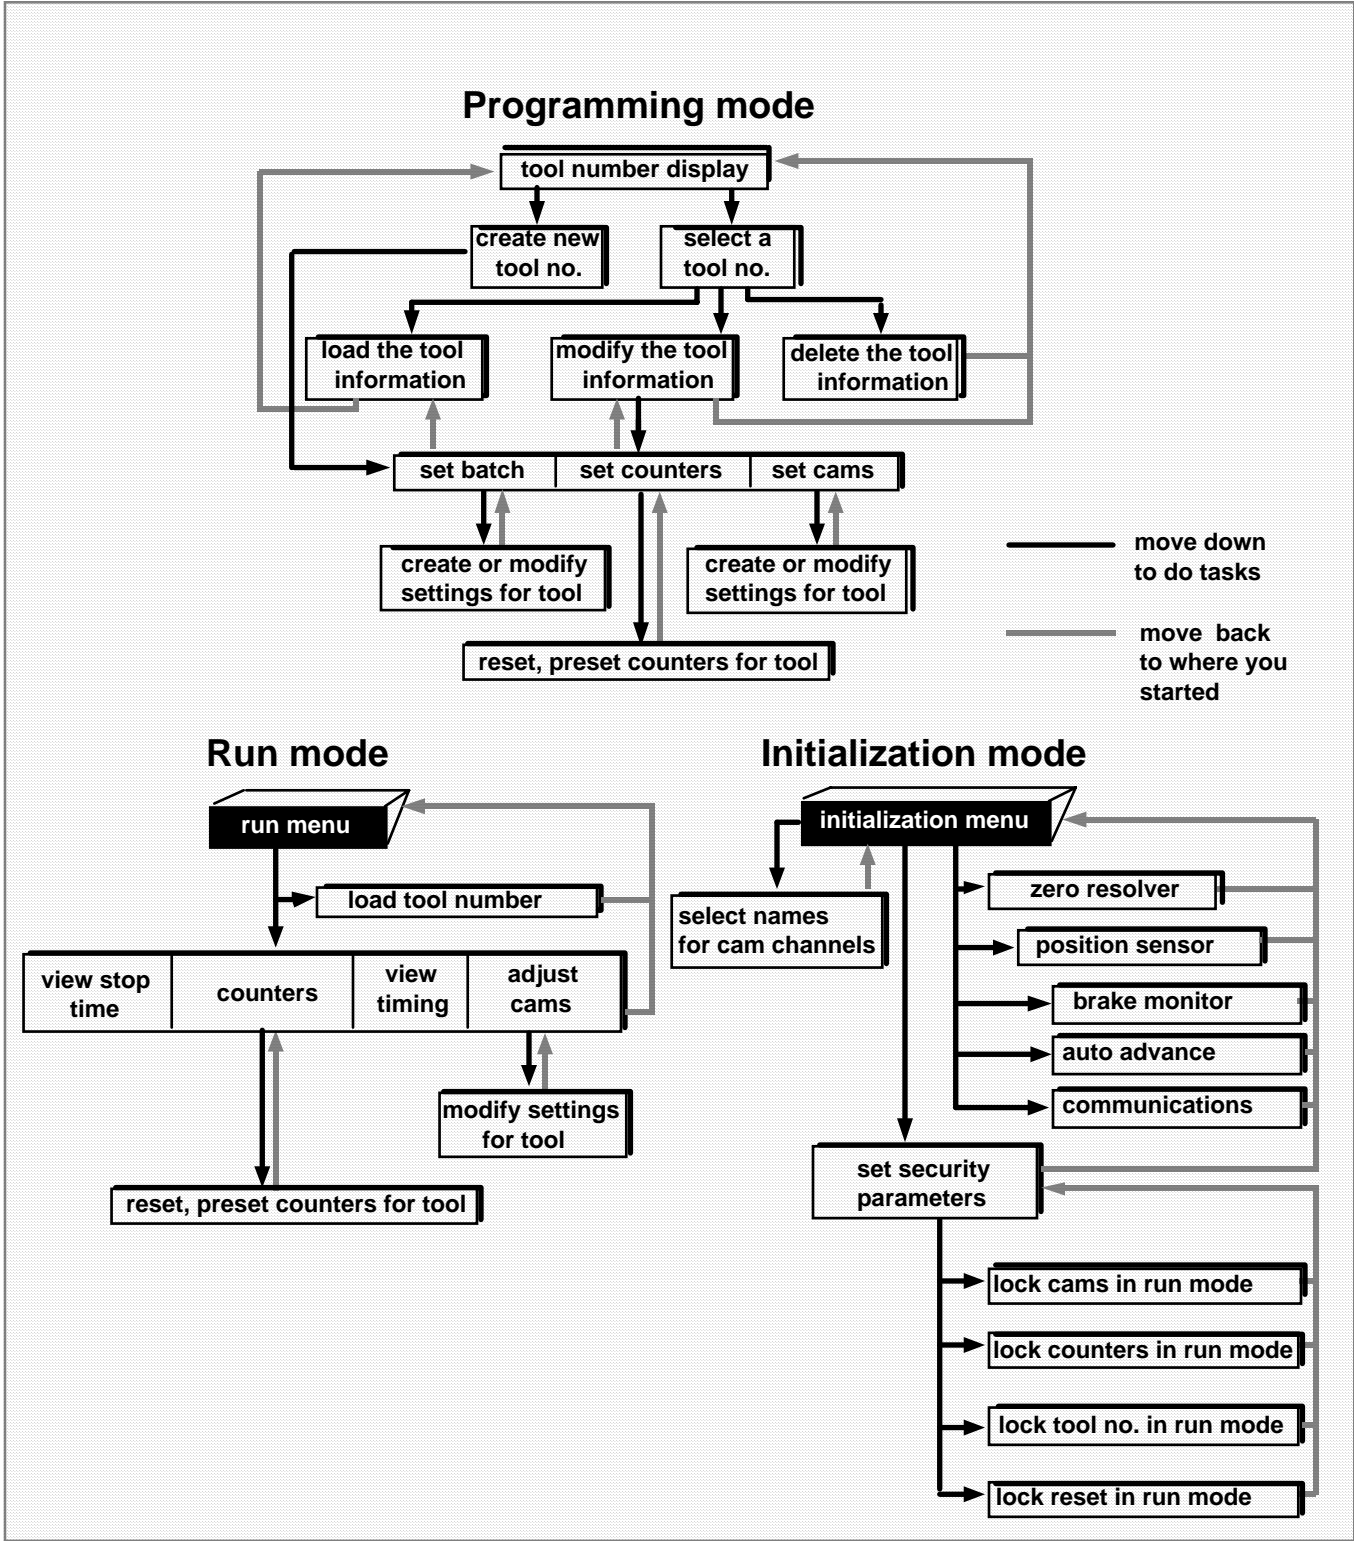 Programming mode
tool number display
create new
tool no.
select a
tool no.
load the tool
information
modify the tool
information
delete the tool
information
set batch
set counters
set cams
create or modify
settings for tool
create or modify
settings for tool
reset, preset counters for tool
move down
to do tasks
move back
to where you
started
Run mode
run menu
load tool number
view stop
time
counters
view
timing
adjust
cams
modify settings
for tool
reset, preset counters for tool
Initialization mode
initialization menu
select names
for cam channels
zero resolver
position sensor
brake monitor
auto advance
communications
set security
parameters
lock cams in run mode
lock counters in run mode
lock tool no. in run mode
lock reset in run mode